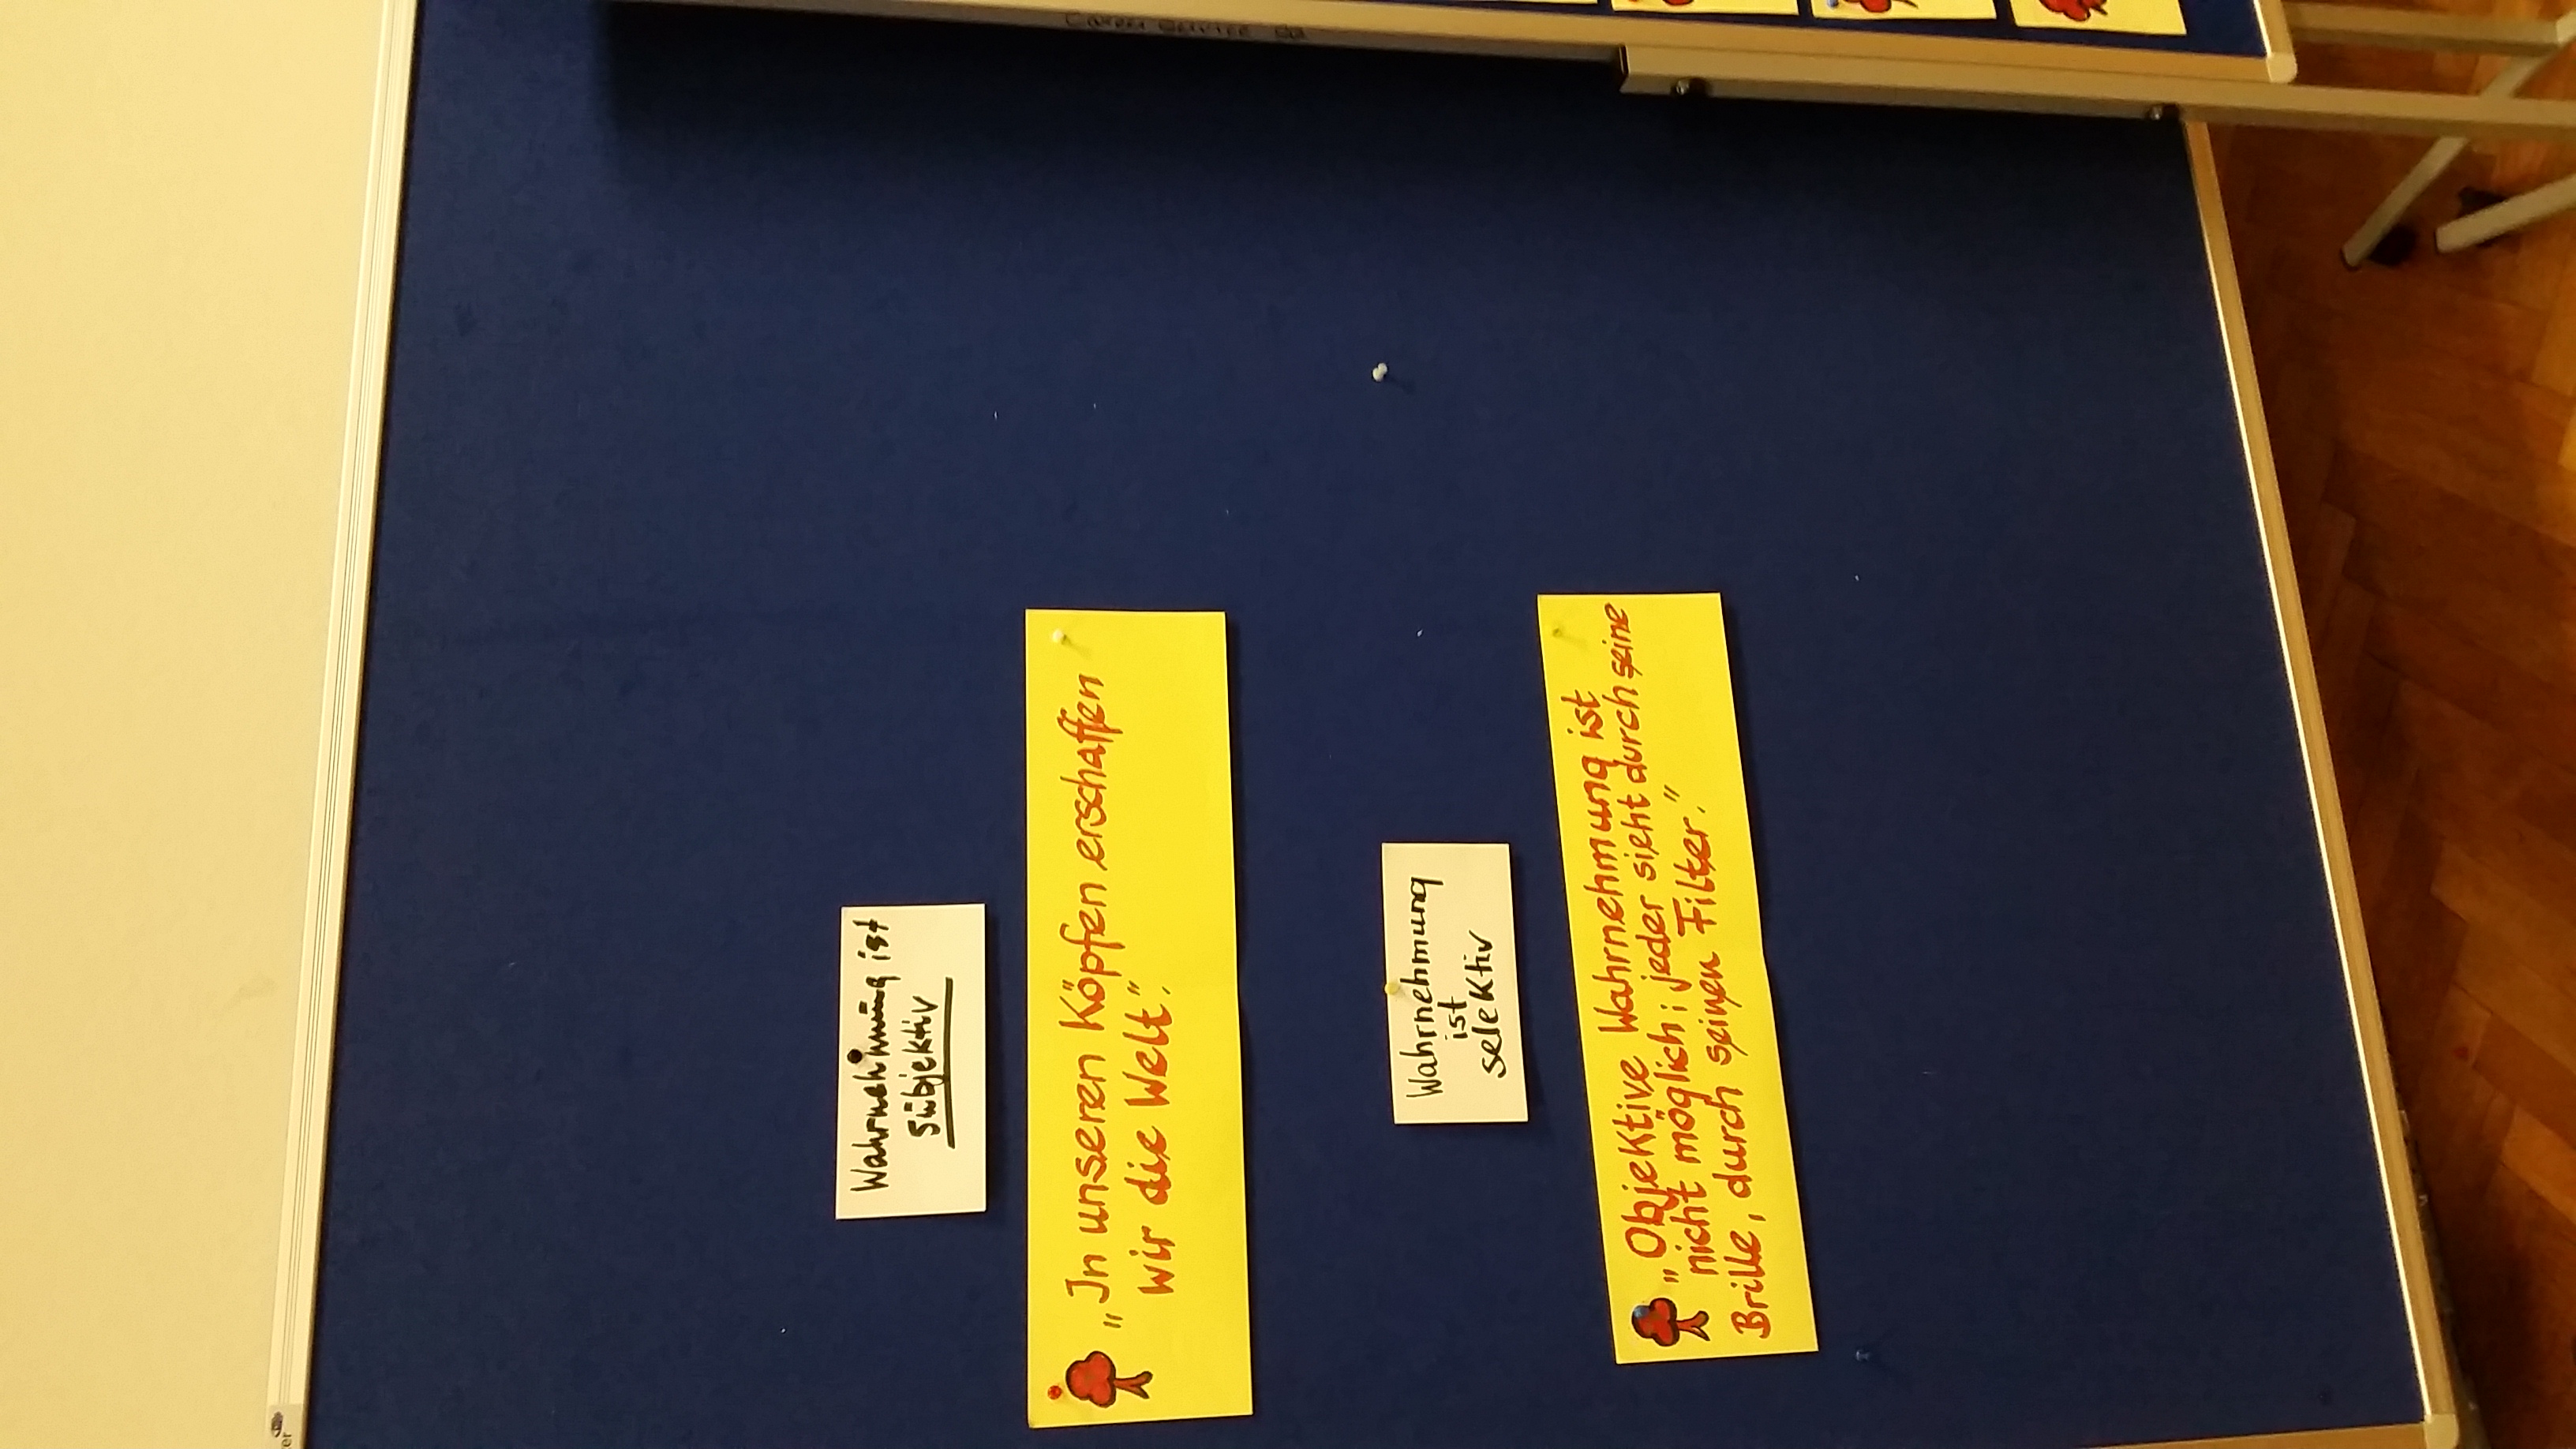 Wahrnehmung ist
subjektiv
„In unseren Köpfen erschaffen
wir die Welt".
Wahrnehmung
ist
selektiv
„Objektive Wahrnehmung ist
nicht möglich; jeder sieht durch seine
Brille, durch seinen Filter."